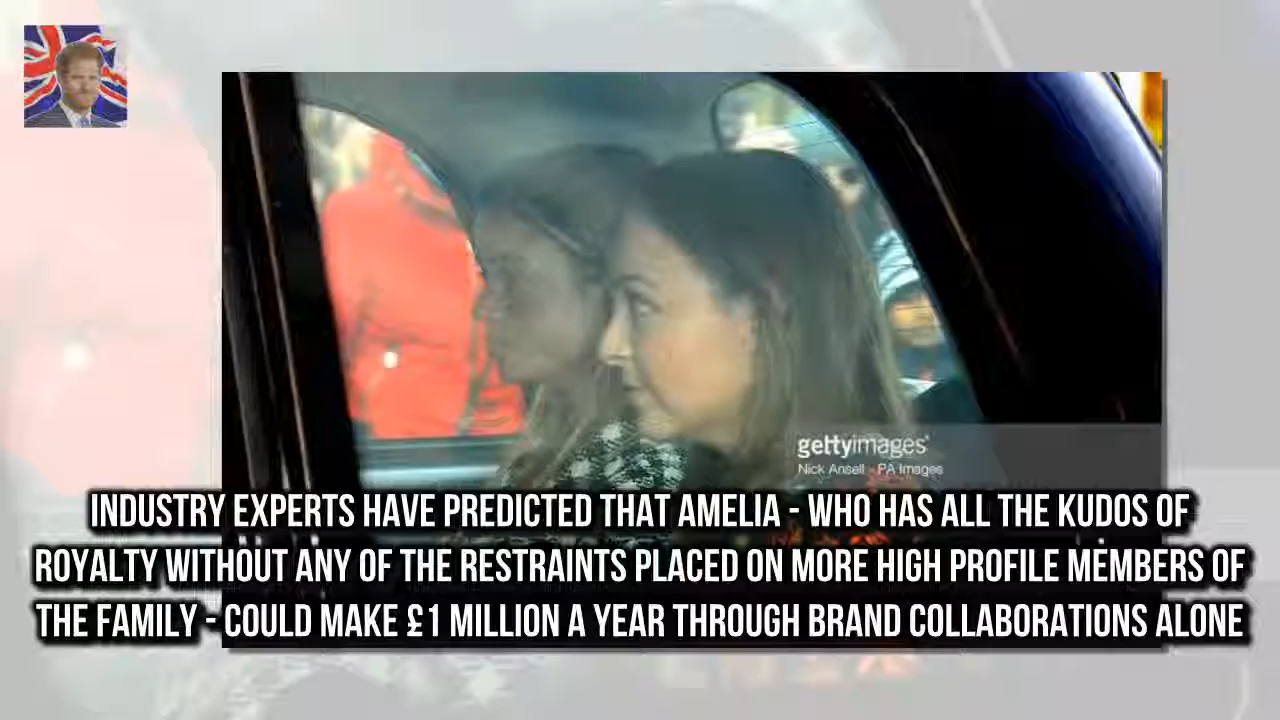 gettyimages®
Nick Ansell - PA Images
INDUSTRY EXPERTS HAVE PREDICTED THAT AMELIA - WHO HAS ALL THE KUDOS OF
ROYALTY WITHOUT ANY OF THE RESTRAINTS PLACED ON MORE HIGH PROFILE MEMBERS OF
THE FAMILY - COULD MAKE £1 MILLION A YEAR THROUGH BRAND COLLABORATIONS ALONE